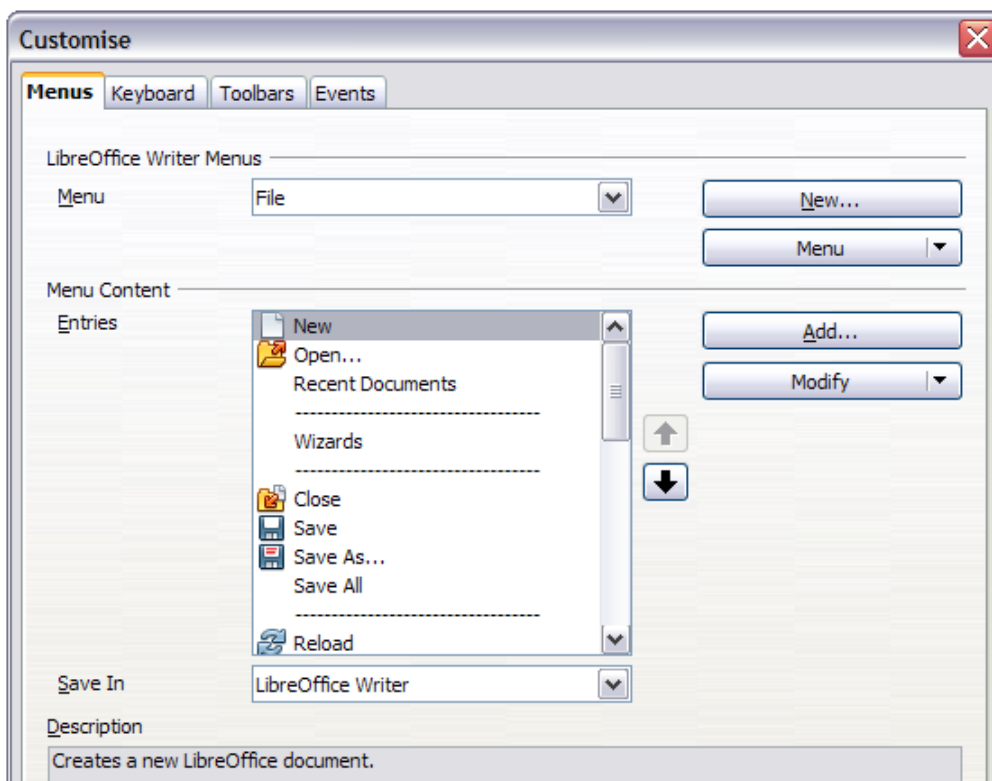 Customise
Menus Keyboard Toolbars Events
LibreOffice Writer Menus
Menu File New...
Menu
Menu Content
Entries New Add...
Open...
Recent Documents Modify
----------------------------------
Wizards
----------------------------------
Close
Save
Save As...
Save All
----------------------------------
Reload
Save In LibreOffice Writer
Description
Creates a new LibreOffice document.